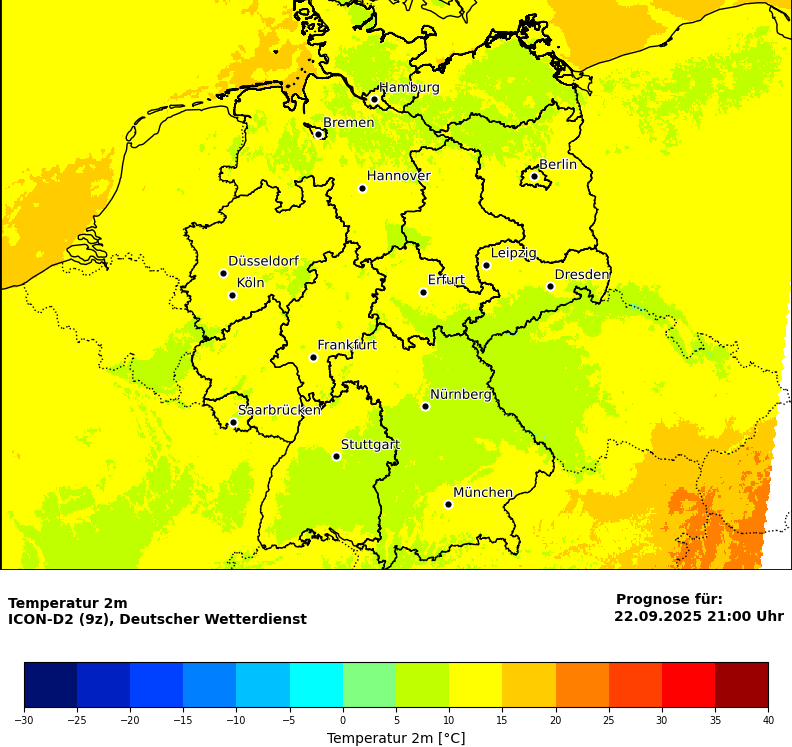 Hamburg
Bremen
Berlin
Hannover
Leipzig
Düsseldorf
Dresden
Köln
Erfurt
Frankfurt
Nürnberg
Saarbrücken
Stuttgart
München
Temperatur 2m
ICON-D2 (9z), Deutscher Wetterdienst
Prognose für:
22.09.2025 21:00 Uhr
−30 −25 −20 −15 −10 −5 0 5 10 15 20 25 30 35 40
Temperatur 2m [°C]